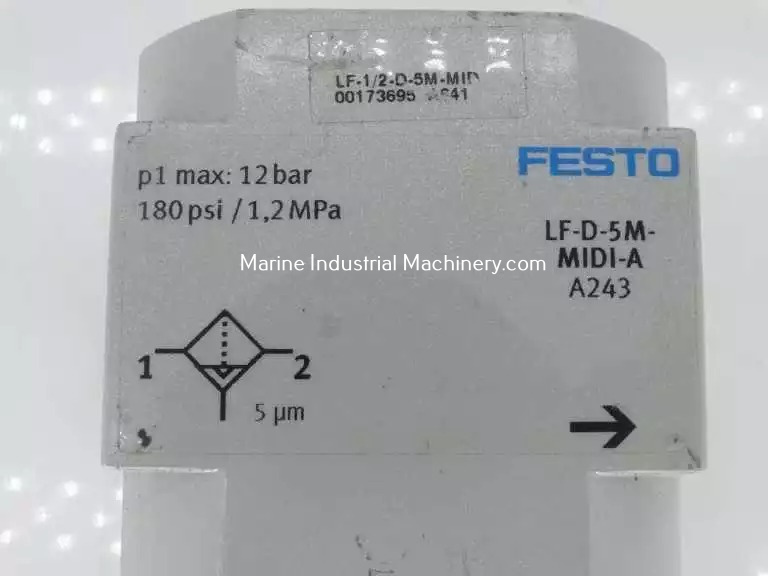 LF-1/2-D-5M-MID
00173695
FESTO
p1 max: 12 bar
180 psi / 1,2 MPa
LF-D-5M-
MIDI-A
A243
Marine Industrial Machinery.com
1
2
5 µm